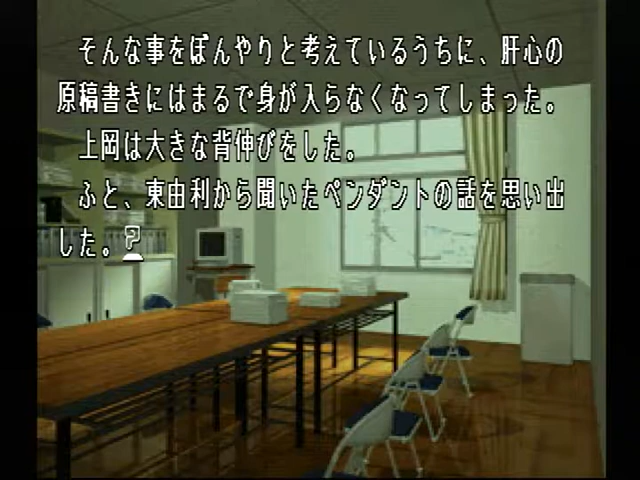 そんな事をぼんやりと考えているうちに、肝心の
原稿書きにはまるで身が入らなくなってしまった。
上岡は大きな背伸びをした。
ふと、東由利から聞いたペンダントの話を思い出
した。